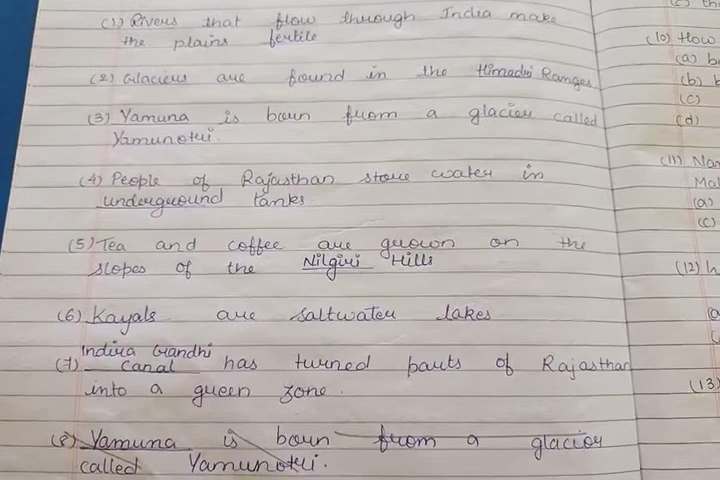 (1) Rivers that flow through India make
the plains fertile
(2) Glaciers are found in the Himadri Ranges
(3) Yamuna is born from a glacier called
Yamunotri.
(4) People of Rajasthan store water in
underground tanks
(5) Tea and coffee are grown on the
slopes of the Nilgiri Hills
(6) Kayals are saltwater lakes
Indira Gandhi
(7) Canal has turned parts of Rajasthan
into a green zone.
(8) Yamuna is born from a glacier
called Yamunotri.
(c)
(10) How
(a)
(b)
(c)
(d)
(11)
(a)
(c)
(12)
(13)